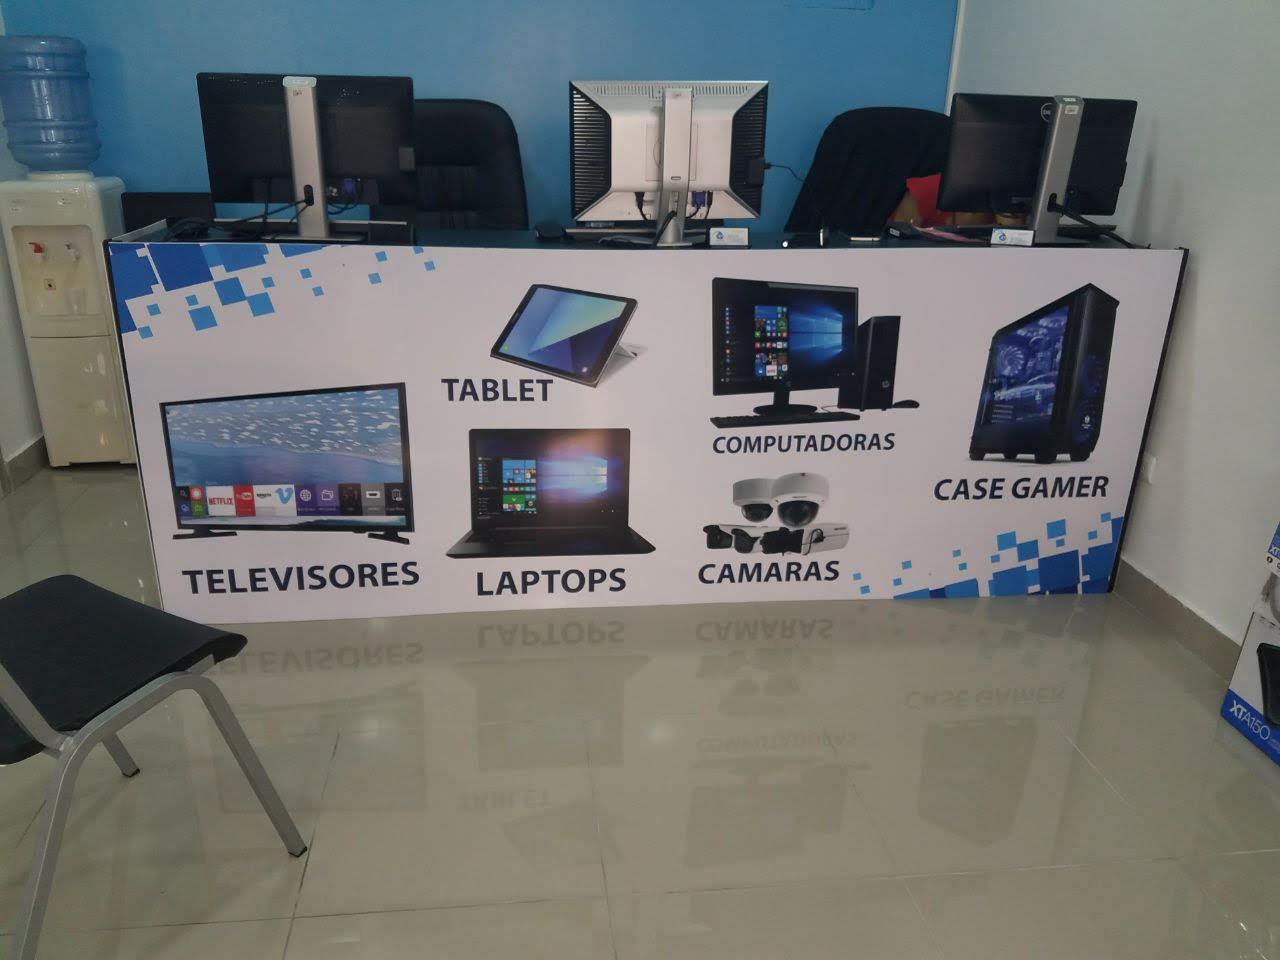 TABLET
COMPUTADORAS
CASE GAMER
NETFLIX
TELEVISORES
LAPTOPS
CAMARAS
XTA150